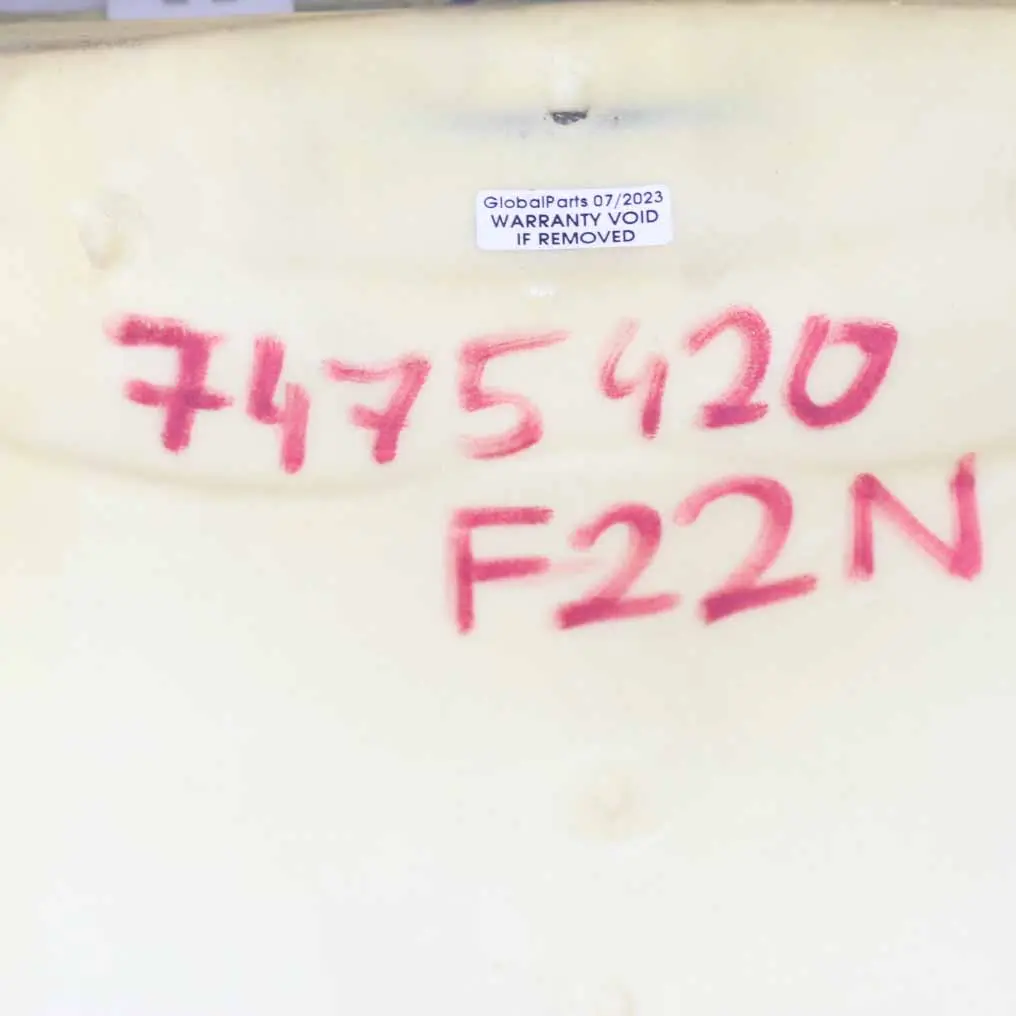 GlobalParts 07/2023
WARRANTY VOID
IF REMOVED
7475420
F22N